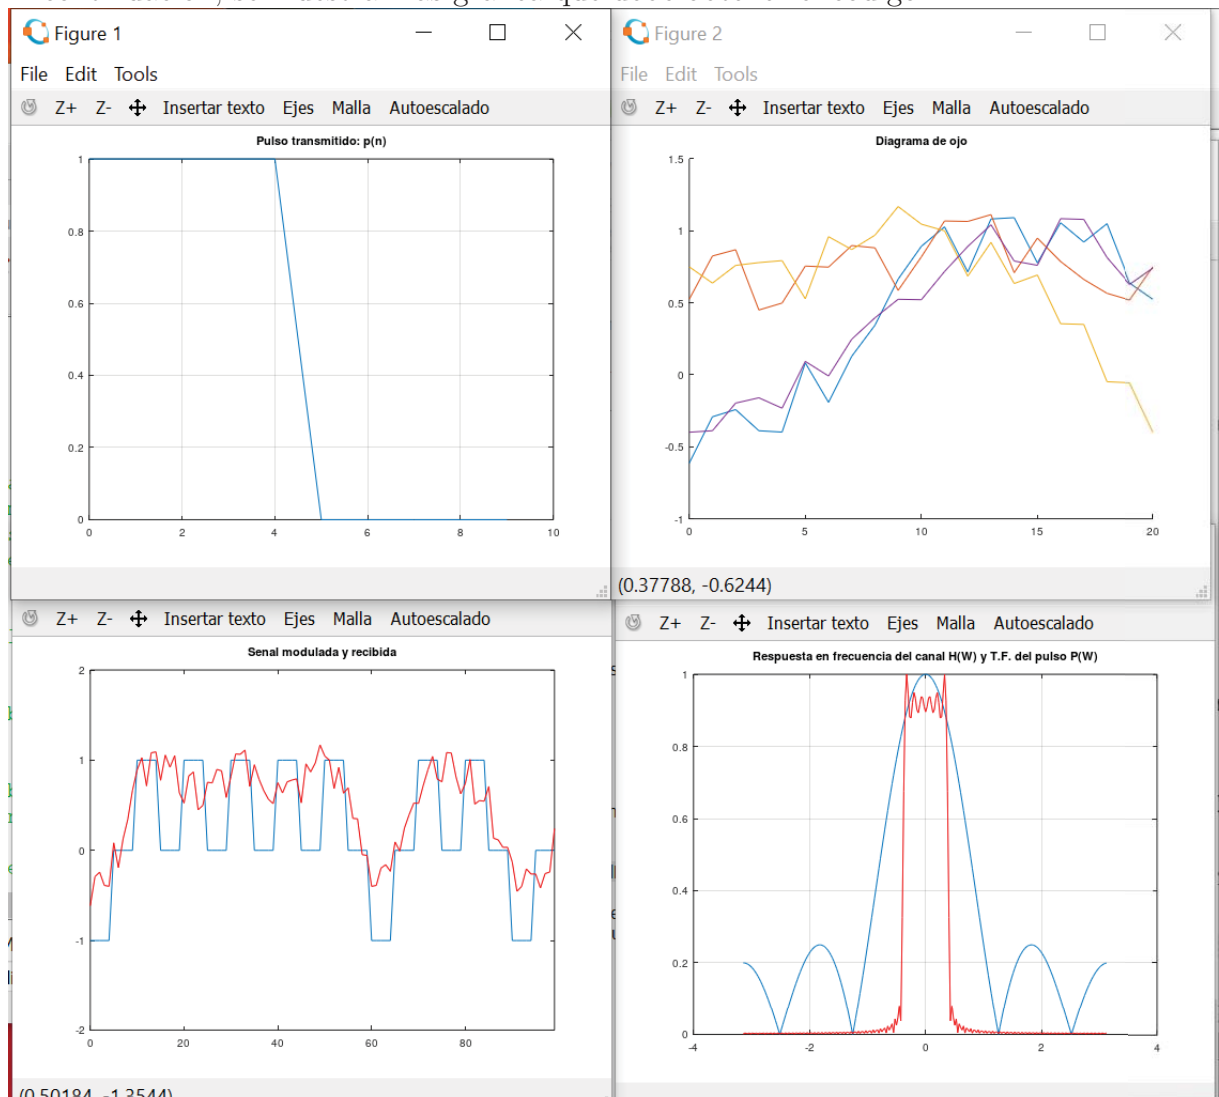 Figure 1
File Edit Tools
Z+ Z- Insertar texto Ejes Malla Autoescalado
Pulso transmitido: p(n)
1
0.8
0.6
0.4
0.2
0
0 2 4 6 8 10
Figure 2
File Edit Tools
Z+ Z- Insertar texto Ejes Malla Autoescalado
Diagrama de ojo
1.5
1
0.5
0
-0.5
-1
0 5 10 15 20
(0.37788, -0.6244)
Z+ Z- Insertar texto Ejes Malla Autoescalado
Senal modulada y recibida
2
1
0
-1
-2
0 20 40 60 80
(0.50184, -1.3544)
Z+ Z- Insertar texto Ejes Malla Autoescalado
Respuesta en frecuencia del canal H(W) y T.F. del pulso P(W)
1
0.8
0.6
0.4
0.2
0
-4 -2 0 2 4